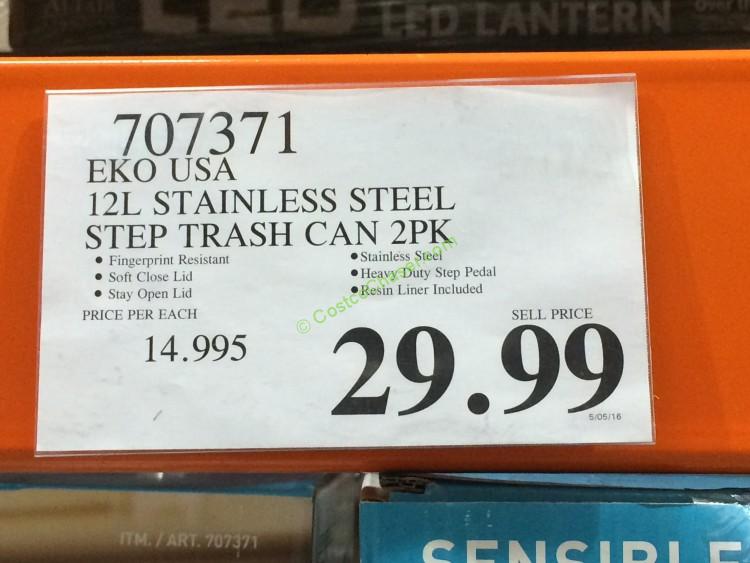 LED
LED LANTERN
707371
EKO USA
12L STAINLESS STEEL
STEP TRASH CAN 2PK
• Fingerprint Resistant
• Soft Close Lid
• Stay Open Lid
• Stainless Steel
• Heavy Duty Step Pedal
• Resin Liner Included
© CostcoChaser.com
PRICE PER EACH
14.995
SELL PRICE
29.99
5/05/16
ITM. / ART. 707371
SENSIBLE